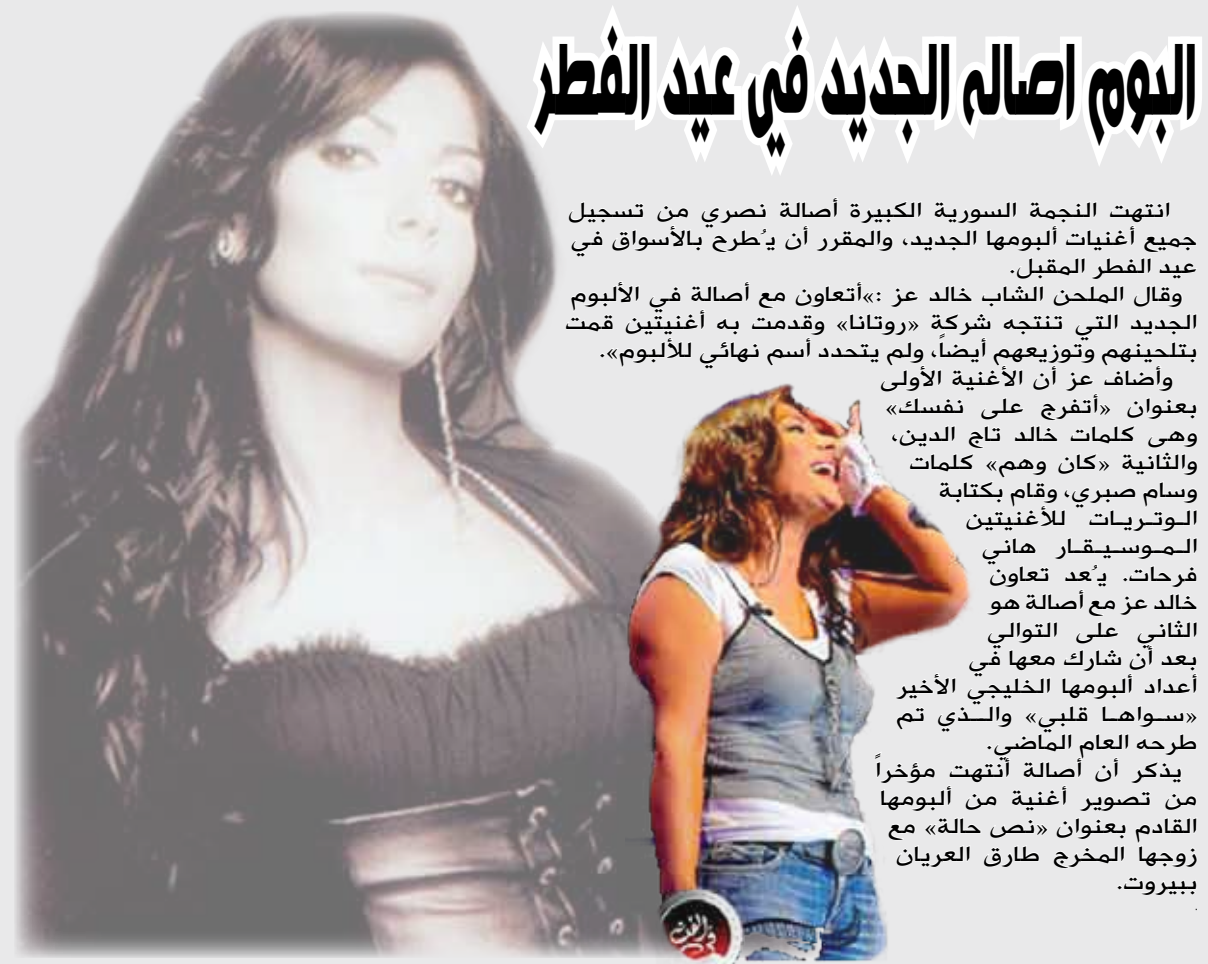 البوم اصاله الجديد في عيد الفطر
انتهت النجمة السورية الكبيرة أصالة نصري من تسجيل
جميع أغنيات ألبومها الجديد، والمقرر أن يُطرح بالأسواق في
عيد الفطر المقبل.
وقال الملحن الشاب خالد عز :»أتعاون مع أصالة في الألبوم
الجديد التي تنتجه شركة «روتانا» وقدمت به أغنيتين قمت
بتلحينهم وتوزيعهم أيضاً، ولم يتحدد أسم نهائي للألبوم».
وأضاف عز أن الأغنية الأولى
بعنوان «أتفرج على نفسك»
وهى كلمات خالد تاج الدين،
والثانية «كان وهم» كلمات
وسام صبري، وقام بكتابة
الوتريات للأغنيتين
الموسيقار هاني
فرحات. يُعد تعاون
خالد عز مع أصالة هو
الثاني على التوالي
بعد أن شارك معها في
أعداد ألبومها الخليجي الأخير
«سواها قلبي» والذي تم
طرحه العام الماضي.
يذكر أن أصالة أنتهت مؤخراً
من تصوير أغنية من ألبومها
القادم بعنوان «نص حالة» مع
زوجها المخرج طارق العريان
ببيروت.